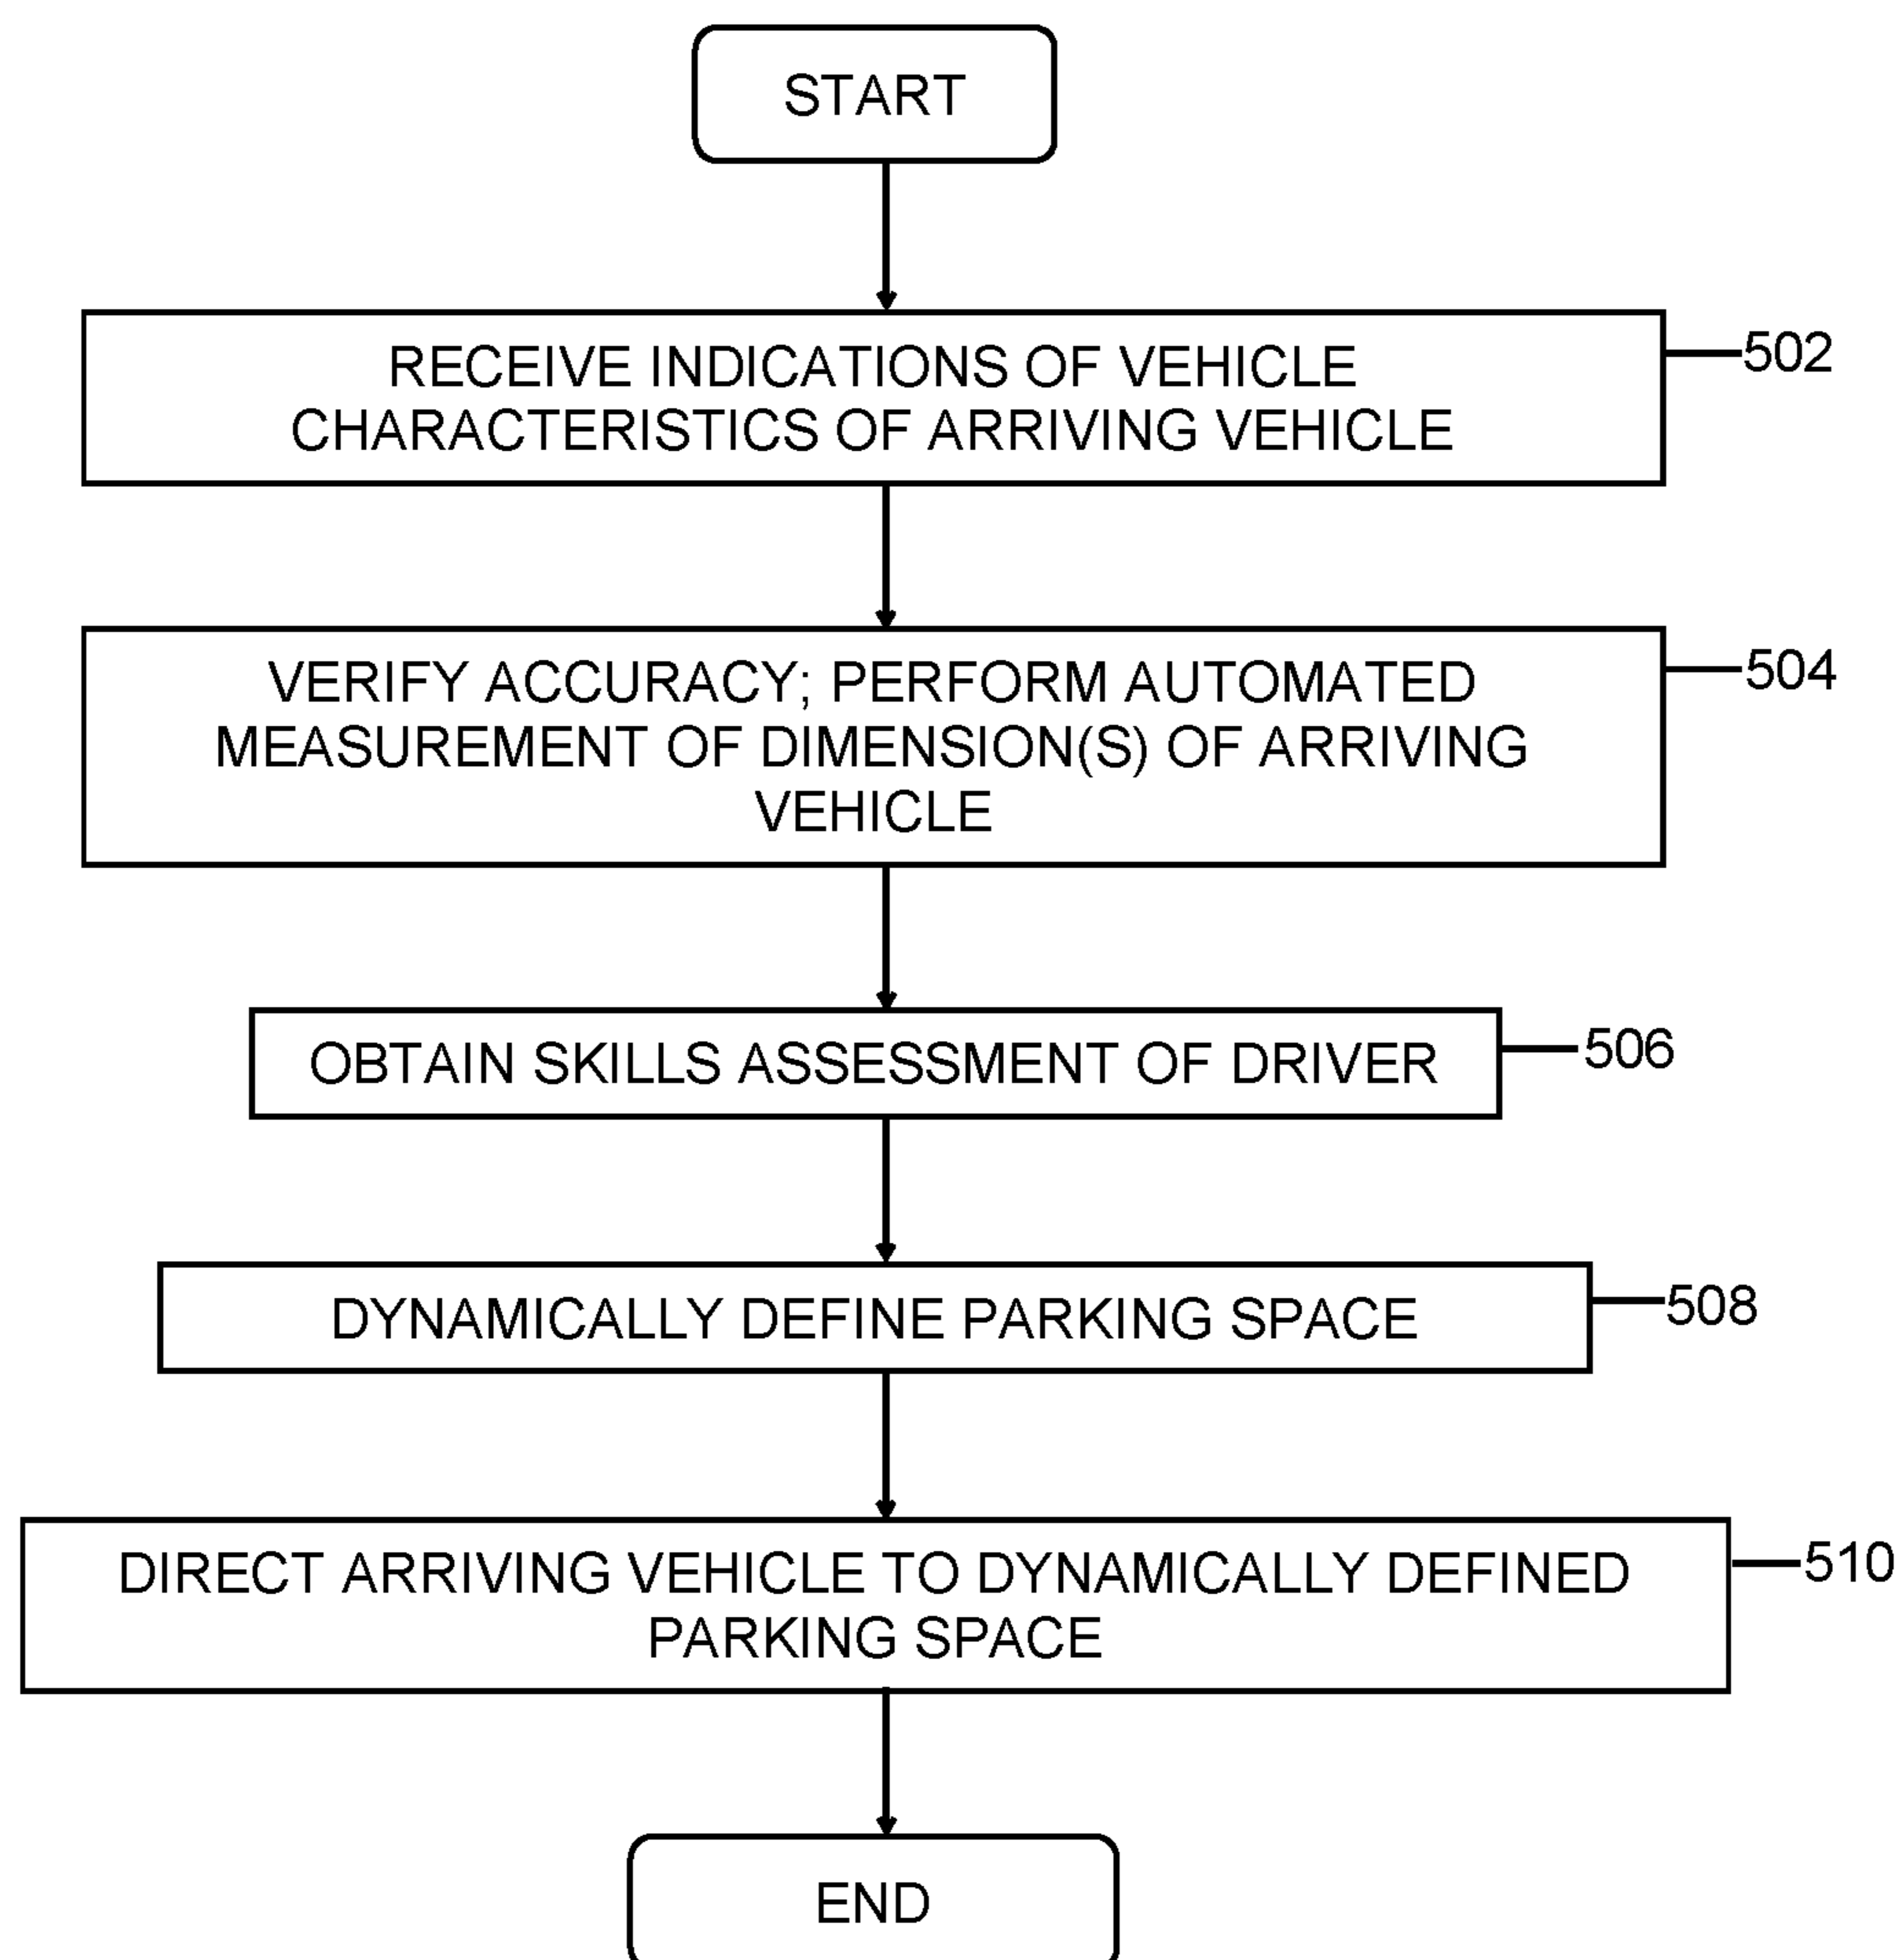 START
RECEIVE INDICATIONS OF VEHICLE
502
CHARACTERISTICS OF ARRIVING VEHICLE
VERIFY ACCURACY; PERFORM AUTOMATED
504
MEASUREMENT OF DIMENSION(S) OF ARRIVING
VEHICLE
OBTAIN SKILLS ASSESSMENT OF DRIVER
506
DYNAMICALLY DEFINE PARKING SPACE
508
DIRECT ARRIVING VEHICLE TO DYNAMICALLY DEFINED
510
PARKING SPACE
END